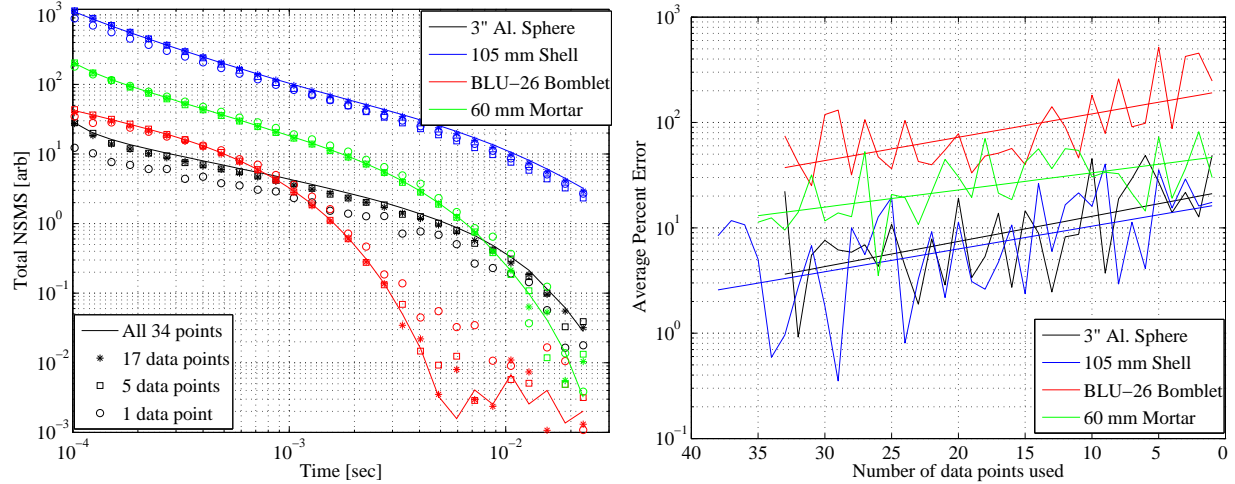 Total NSMS [arb]
10^3
10^2
10^1
10^0
10^−1
10^−2
10^−3
3" Al. Sphere
105 mm Shell
BLU−26 Bomblet
60 mm Mortar
All 34 points
17 data points
5 data points
1 data point
10^−4
10^−3
10^−2
Time [sec]
Average Percent Error
10^3
10^2
10^1
10^0
10^−1
3" Al. Sphere
105 mm Shell
BLU−26 Bomblet
60 mm Mortar
40 35 30 25 20 15 10 5 0
Number of data points used